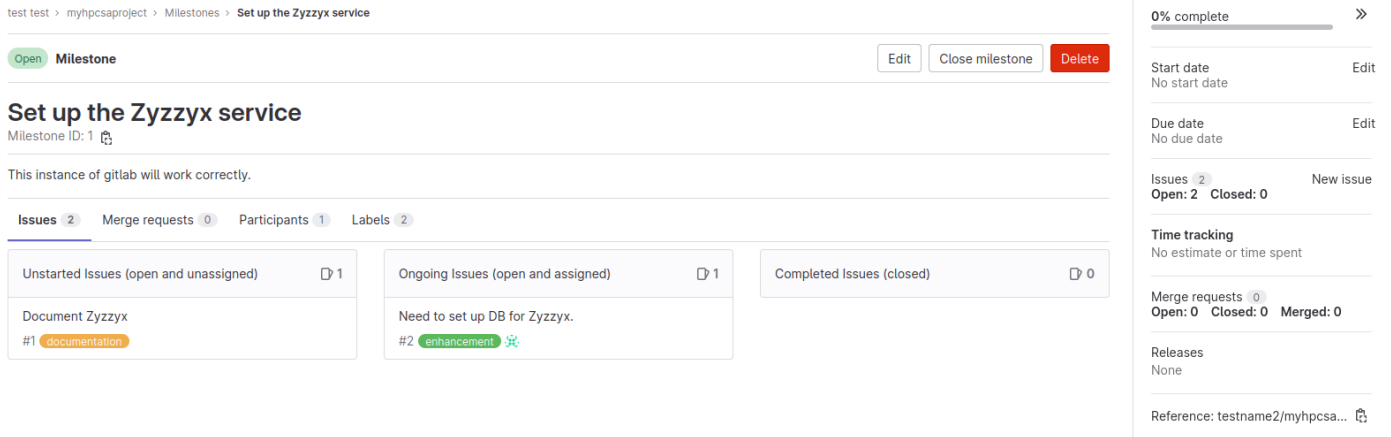 test test > myhpcsaproject > Milestones > Set up the Zyzzyx service
Open Milestone Edit Close milestone Delete
Set up the Zyzzyx service
Milestone ID: 1
This instance of gitlab will work correctly.
Issues 2 Merge requests 0 Participants 1 Labels 2
Unstarted Issues (open and unassigned) 1
Document Zyzzyx
#1 documentation
Ongoing Issues (open and assigned) 1
Need to set up DB for Zyzzyx.
#2 enhancement
Completed Issues (closed) 0
0% complete
Start date Edit
No start date
Due date Edit
No due date
Issues 2 New issue
Open: 2 Closed: 0
Time tracking
No estimate or time spent
Merge requests 0
Open: 0 Closed: 0 Merged: 0
Releases
None
Reference: testname2/myhpcsa...